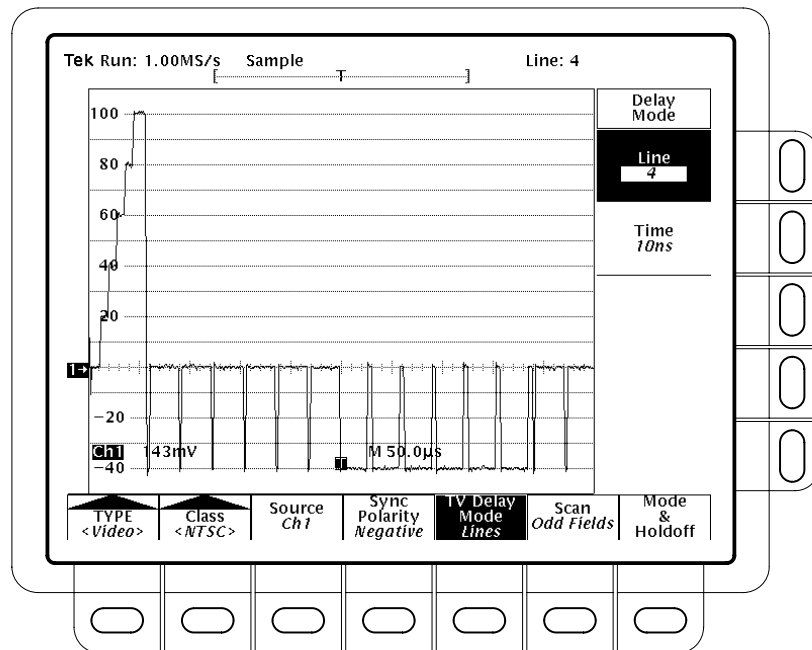 Tek Run: 1.00MS/s Sample Line: 4
[ T ]
Delay
Mode
Line
4
Time
10ns
100
80
60
40
20
1→
−20
−40
Ch1 143mV M 50.0µs
T
TYPE
<Video>
Class
<NTSC>
Source
Ch1
Sync
Polarity
Negative
TV Delay
Mode
Lines
Scan
Odd Fields
Mode
&
Holdoff